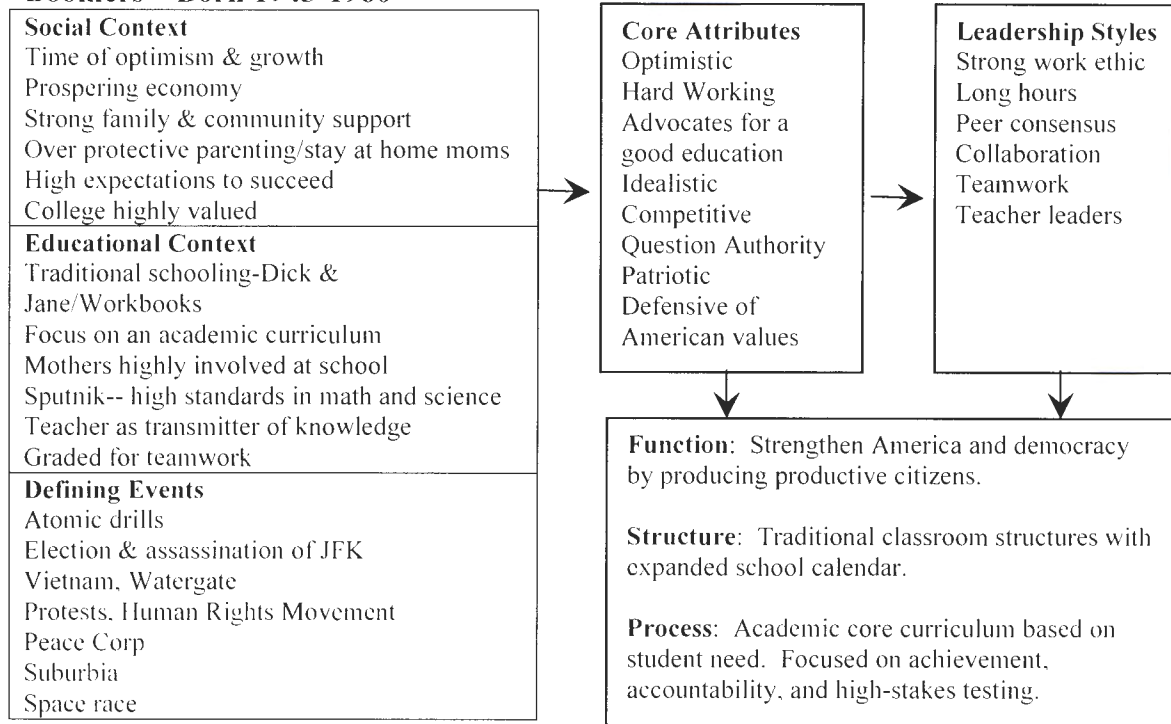 Social Context
Time of optimism & growth
Prospering economy
Strong family & community support
Over protective parenting/stay at home moms
High expectations to succeed
College highly valued
Educational Context
Traditional schooling-Dick &
Jane/Workbooks
Focus on an academic curriculum
Mothers highly involved at school
Sputnik-- high standards in math and science
Teacher as transmitter of knowledge
Graded for teamwork
Defining Events
Atomic drills
Election & assassination of JFK
Vietnam, Watergate
Protests, Human Rights Movement
Peace Corp
Suburbia
Space race
Core Attributes
Optimistic
Hard Working
Advocates for a
good education
Idealistic
Competitive
Question Authority
Patriotic
Defensive of
American values
Leadership Styles
Strong work ethic
Long hours
Peer consensus
Collaboration
Teamwork
Teacher leaders
Function: Strengthen America and democracy
by producing productive citizens.
Structure: Traditional classroom structures with
expanded school calendar.
Process: Academic core curriculum based on
student need. Focused on achievement,
accountability, and high-stakes testing.